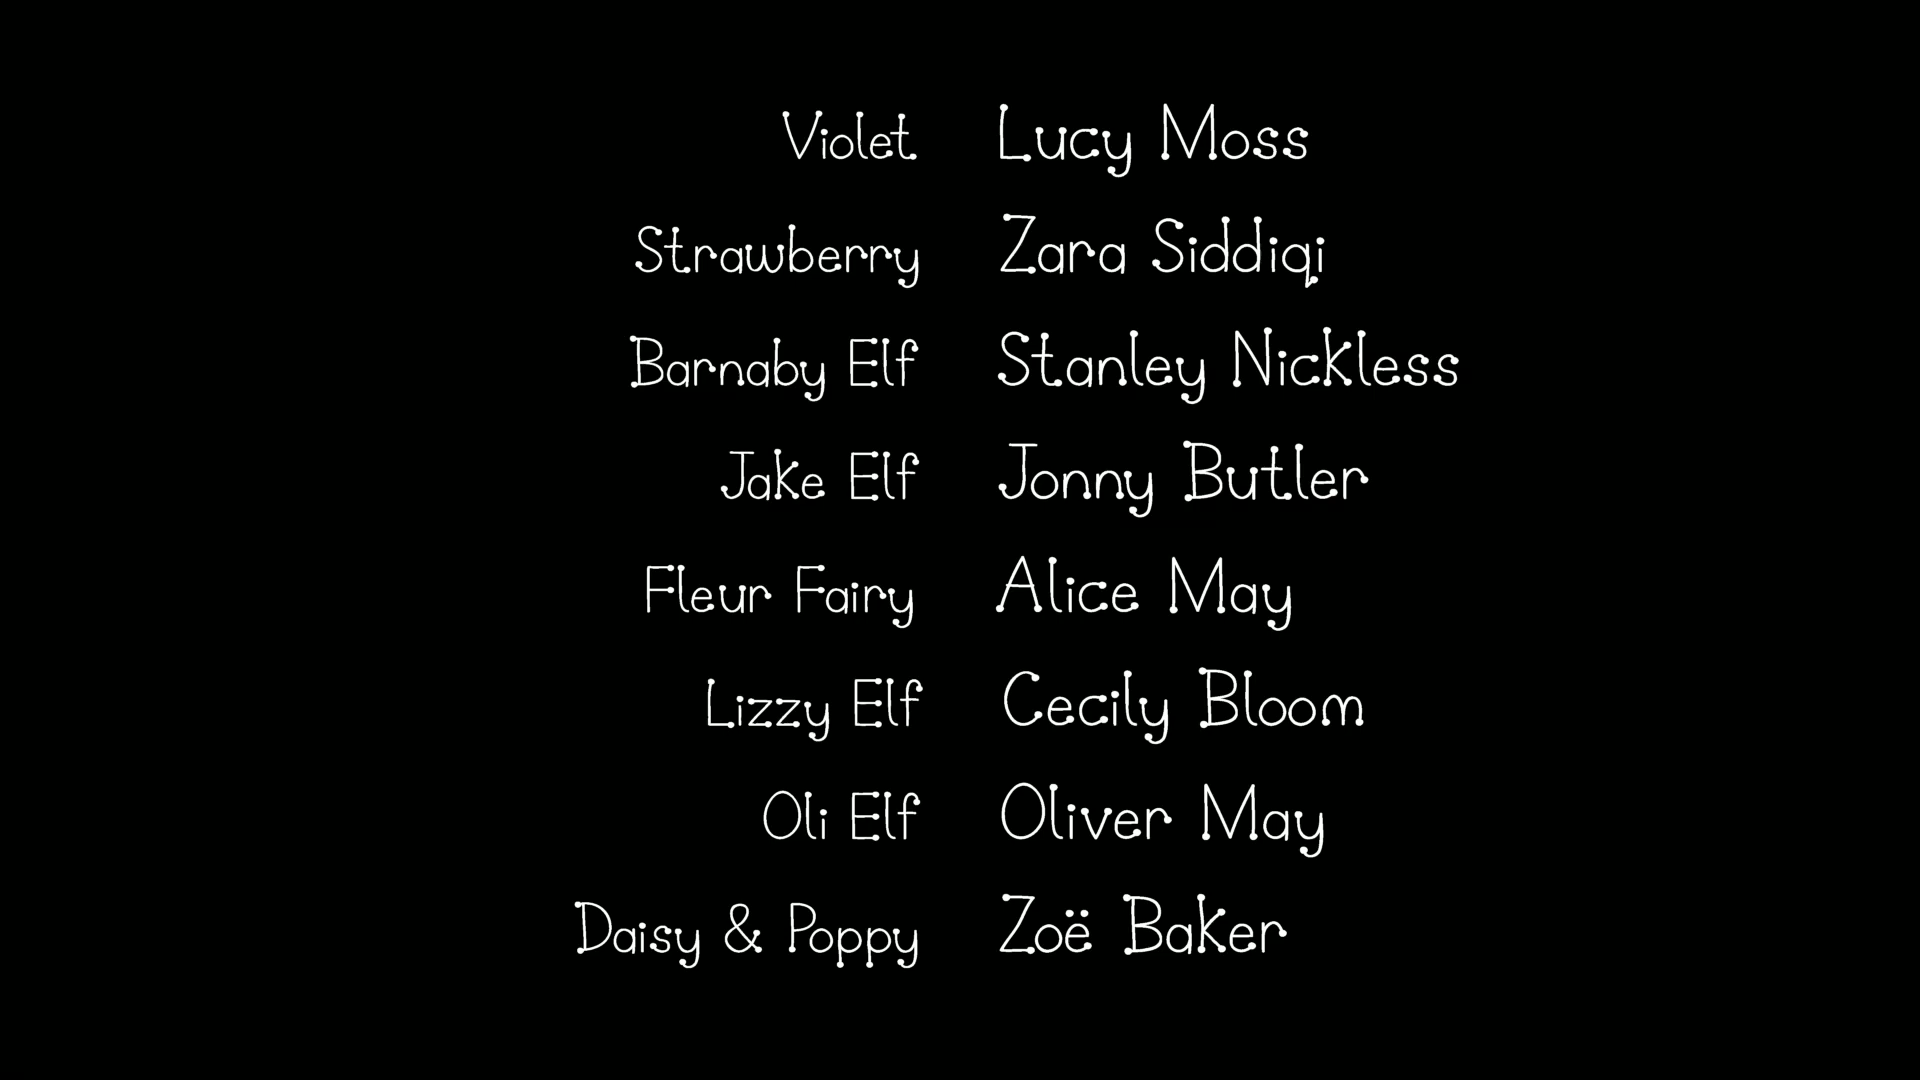 Violet Lucy Moss
Strawberry Zara Siddiqi
Barnaby Elf Stanley Nickless
Jake Elf Jonny Butler
Fleur Fairy Alice May
Lizzy Elf Cecily Bloom
Oli Elf Oliver May
Daisy & Poppy Zoë Baker